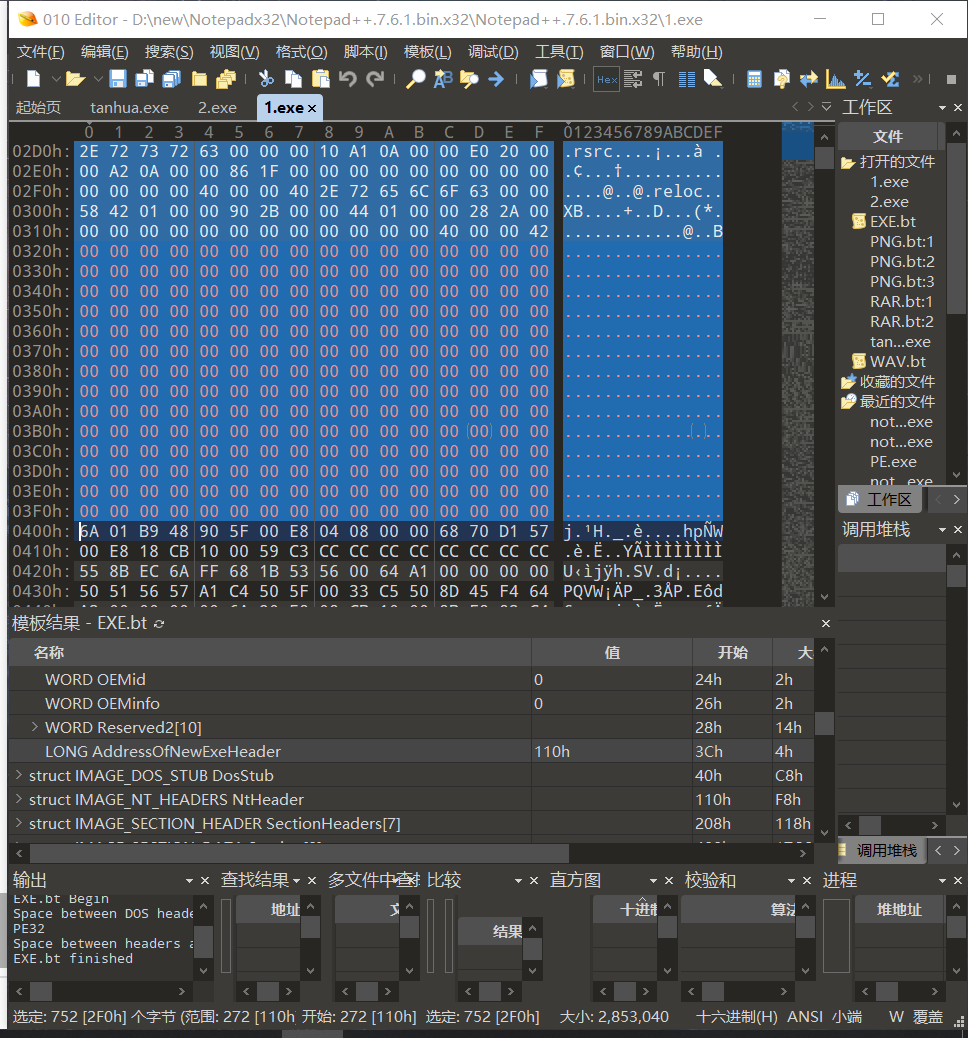 010 Editor - D:\new\Notepadx32\Notepad++.7.6.1.bin.x32\Notepad++.7.6.1.bin.x32\1.exe
文件(F) 编辑(E) 搜索(S) 视图(V) 格式(O) 脚本(I) 模板(L) 调试(D) 工具(T) 窗口(W) 帮助(H)
起始页 tanhua.exe 2.exe 1.exe ×
0 1 2 3 4 5 6 7 8 9 A B C D E F 0123456789ABCDEF
02D0h: 2E 72 73 72 63 00 00 00 10 A1 0A 00 00 E0 20 00 .rsrc....¡...à .
02E0h: 00 A2 0A 00 00 86 1F 00 00 00 00 00 00 00 00 00 .¢...†..........
02F0h: 00 00 00 00 40 00 00 40 2E 72 65 6C 6F 63 00 00 ....@..@.reloc..
0300h: 58 42 01 00 00 90 2B 00 00 44 01 00 00 28 2A 00 XB....+..D...(*.
0310h: 00 00 00 00 00 00 00 00 00 00 00 00 40 00 00 42 ............@..B
0320h: 00 00 00 00 00 00 00 00 00 00 00 00 00 00 00 00 ................
0330h: 00 00 00 00 00 00 00 00 00 00 00 00 00 00 00 00 ................
0340h: 00 00 00 00 00 00 00 00 00 00 00 00 00 00 00 00 ................
0350h: 00 00 00 00 00 00 00 00 00 00 00 00 00 00 00 00 ................
0360h: 00 00 00 00 00 00 00 00 00 00 00 00 00 00 00 00 ................
0370h: 00 00 00 00 00 00 00 00 00 00 00 00 00 00 00 00 ................
0380h: 00 00 00 00 00 00 00 00 00 00 00 00 00 00 00 00 ................
0390h: 00 00 00 00 00 00 00 00 00 00 00 00 00 00 00 00 ................
03A0h: 00 00 00 00 00 00 00 00 00 00 00 00 00 00 00 00 ................
03B0h: 00 00 00 00 00 00 00 00 00 00 00 00 00 00 00 00 ................
03C0h: 00 00 00 00 00 00 00 00 00 00 00 00 00 00 00 00 ................
03D0h: 00 00 00 00 00 00 00 00 00 00 00 00 00 00 00 00 ................
03E0h: 00 00 00 00 00 00 00 00 00 00 00 00 00 00 00 00 ................
03F0h: 00 00 00 00 00 00 00 00 00 00 00 00 00 00 00 00 ................
0400h: 6A 01 B9 48 90 5F 00 E8 04 08 00 00 68 70 D1 57 j.¹H._.è....hpÑW
0410h: 00 E8 18 CB 10 00 59 C3 CC CC CC CC CC CC CC CC .è.Ë..YÃÌÌÌÌÌÌÌÌ
0420h: 55 8B EC 6A FF 68 1B 53 56 00 64 A1 00 00 00 00 U‹ìjÿh.SV.d¡....
0430h: 50 51 56 57 A1 C4 50 5F 00 33 C5 50 8D 45 F4 64 PQVW¡ÄP_.3ÅP.Eôd
工作区
文件
打开的文件
1.exe
2.exe
EXE.bt
PNG.bt:1
PNG.bt:2
PNG.bt:3
RAR.bt:1
RAR.bt:2
tan...exe
WAV.bt
收藏的文件
最近的文件
not...exe
not...exe
PE.exe
not...exe
工作区
调用堆栈
调用堆栈
模板结果 - EXE.bt
名称 值 开始
WORD OEMid 0 24h 2h
WORD OEMinfo 0 26h 2h
WORD Reserved2[10] 28h 14h
LONG AddressOfNewExeHeader 110h 3Ch 4h
struct IMAGE_DOS_STUB DosStub 40h C8h
struct IMAGE_NT_HEADERS NtHeader 110h F8h
struct IMAGE_SECTION_HEADER SectionHeaders[7] 208h 118h
输出 查找结果 多文件中查找 比较 直方图 校验和 进程
EXE.bt Begin
Space between DOS heade
PE32
Space between headers a
EXE.bt finished
地址 文 结果 十进制 算法 堆地址
选定: 752 [2F0h] 个字节 (范围: 272 [110h 开始: 272 [110h] 选定: 752 [2F0h] 大小: 2,853,040 十六进制(H) ANSI 小端 W 覆盖